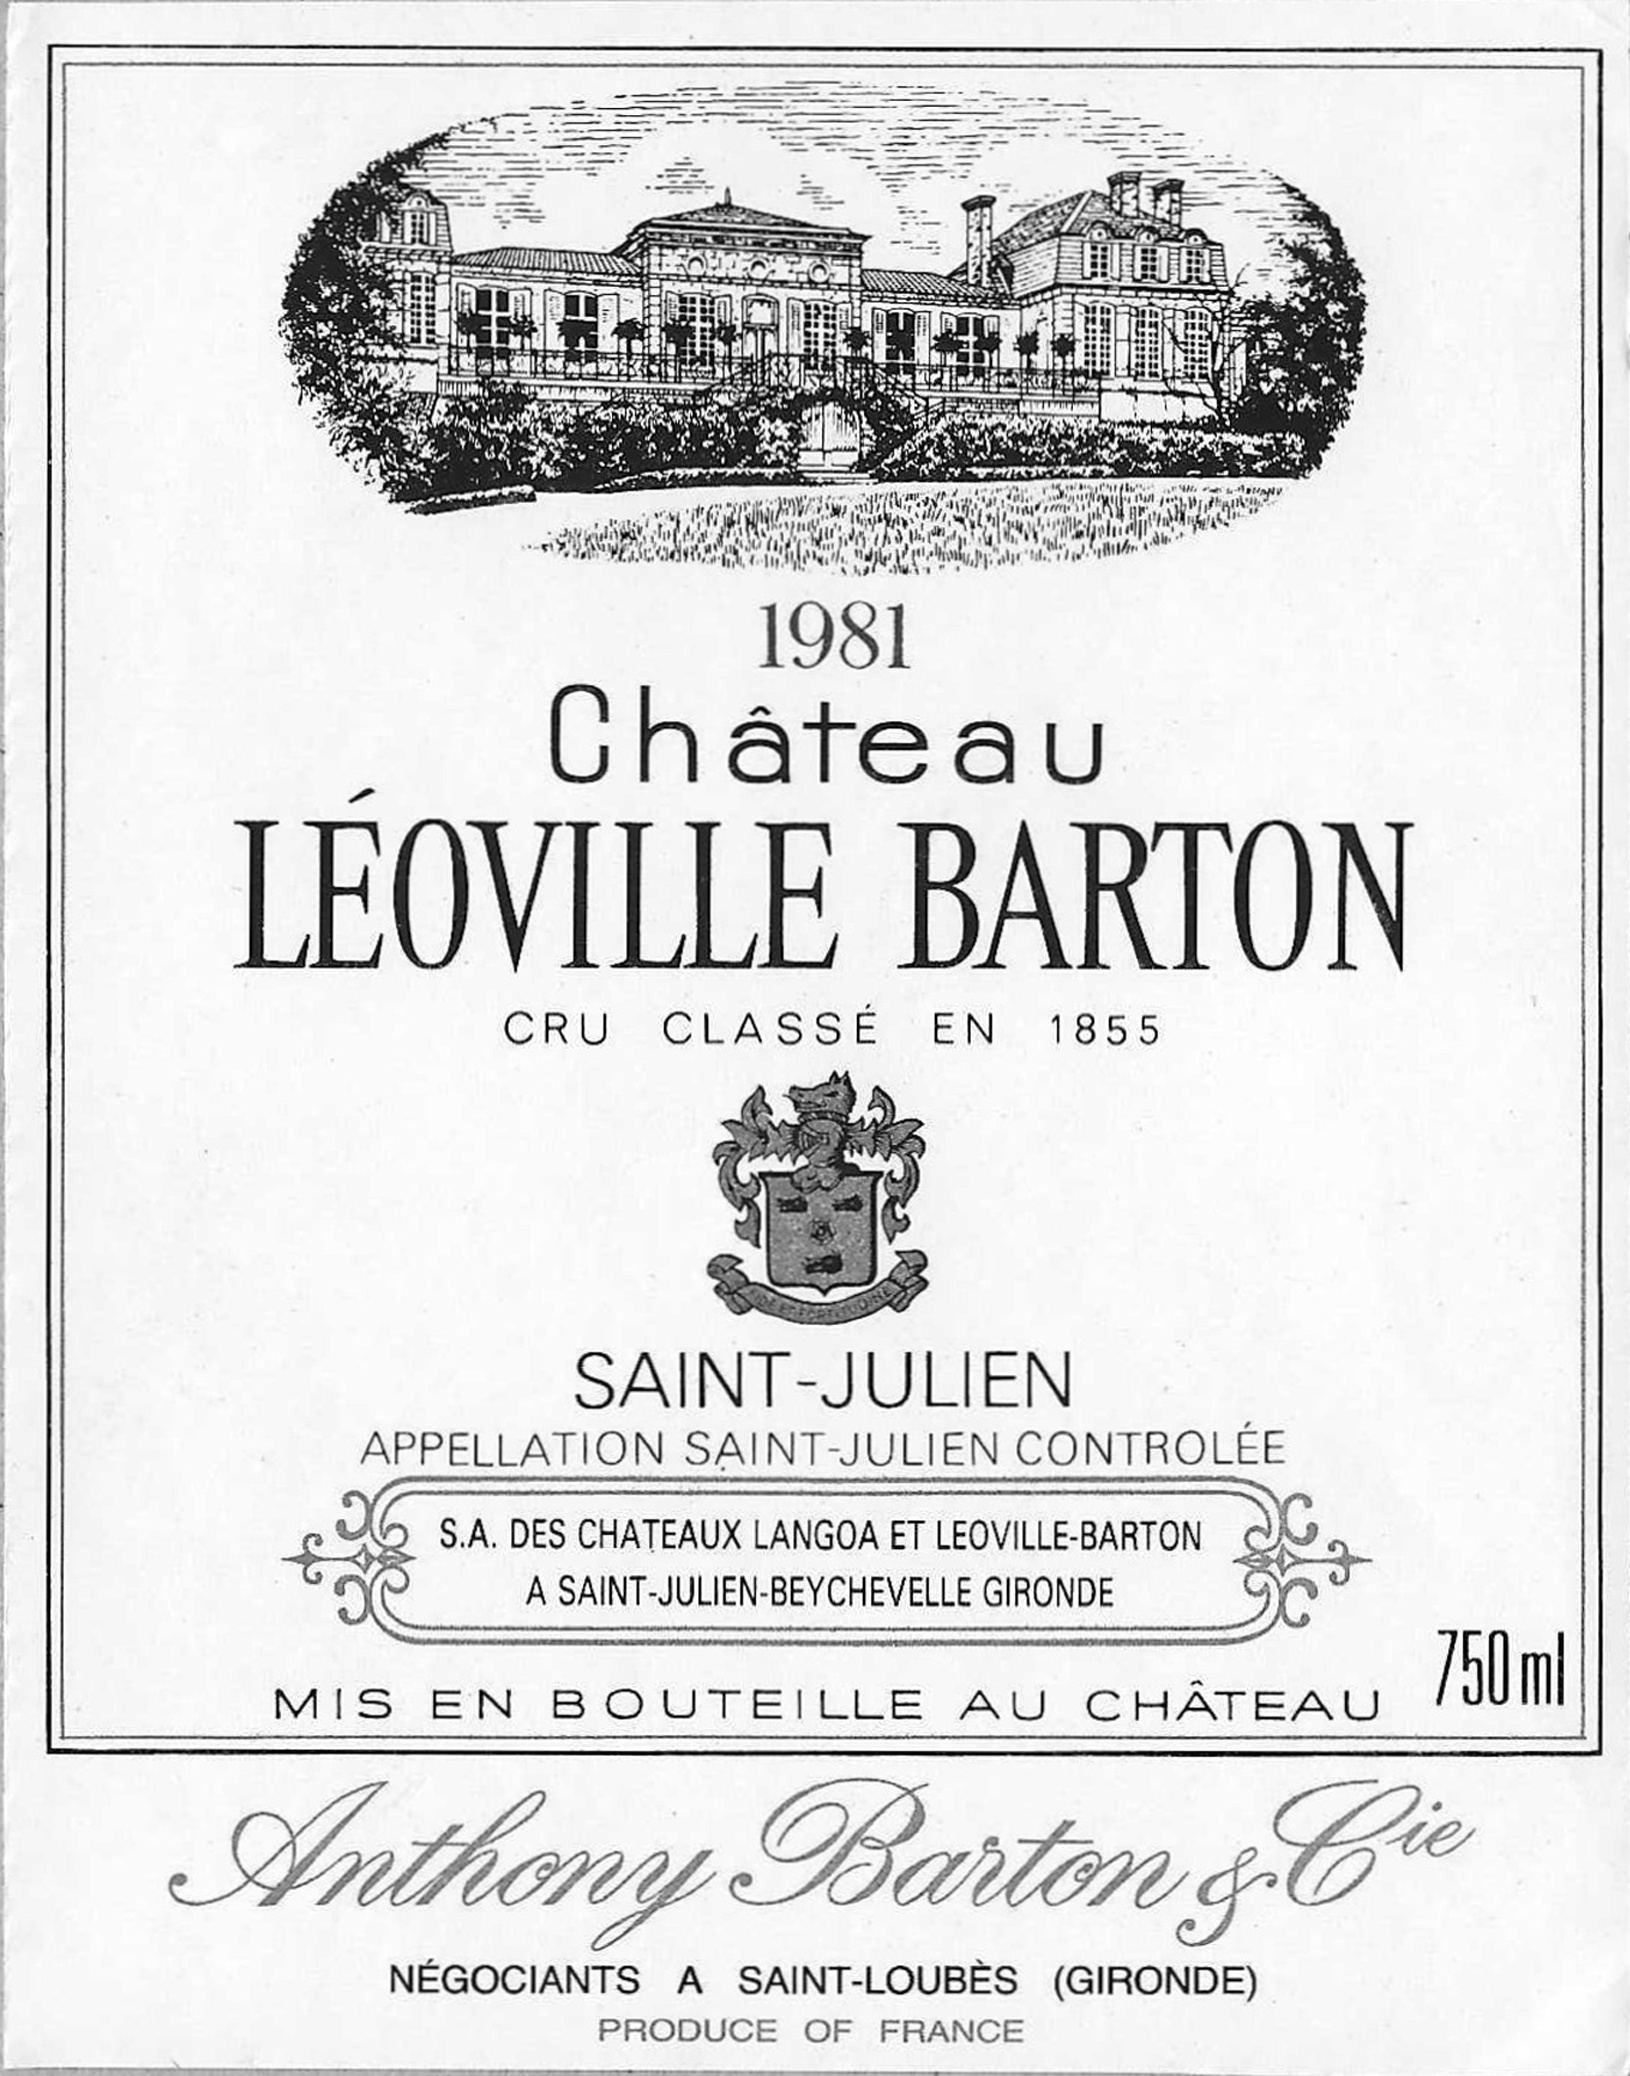 1981
Château
LÉOVILLE BARTON
CRU CLASSÉ EN 1855
SAINT-JULIEN
APPELLATION SAINT-JULIEN CONTROLÉE
S.A. DES CHATEAUX LANGOA ET LEOVILLE-BARTON
A SAINT-JULIEN-BEYCHEVELLE GIRONDE
750 ml
MIS EN BOUTEILLE AU CHÂTEAU
Anthony Barton & Cie
NÉGOCIANTS A SAINT-LOUBÈS (GIRONDE)
PRODUCE OF FRANCE